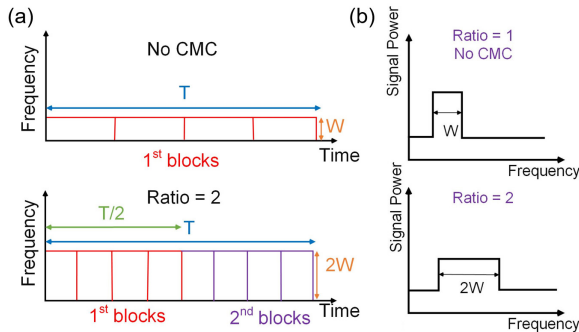 (a)
No CMC
Frequency
T
W
Time
1st blocks
Ratio = 2
Frequency
T/2
T
2W
1st blocks
2nd blocks
Time
(b)
Ratio = 1
No CMC
Signal Power
W
Frequency
Ratio = 2
Signal Power
2W
Frequency